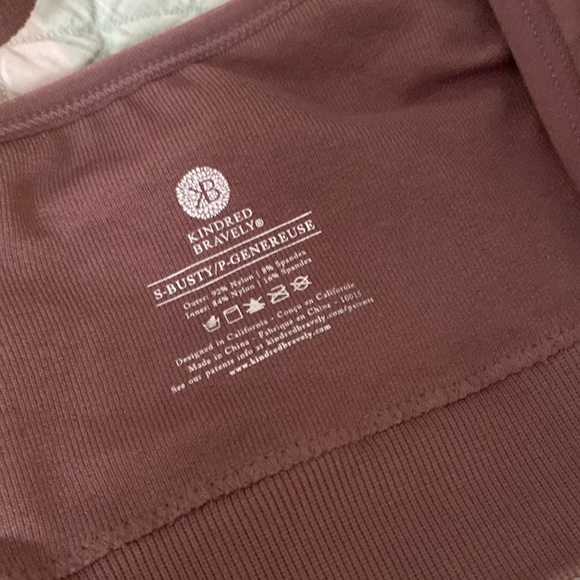 KB
KINDRED
BRAVELY®
S-BUSTY/P-GENEREUSE
Outer: 92% Nylon | 8% Spandex
Inner: 84% Nylon | 16% Spandex
Designed in California - Conçu en Californie
Made in China - Fabrique en Chine - 10015
See our patents info at kindredbravely.com/patents
www.kindredbravely.com